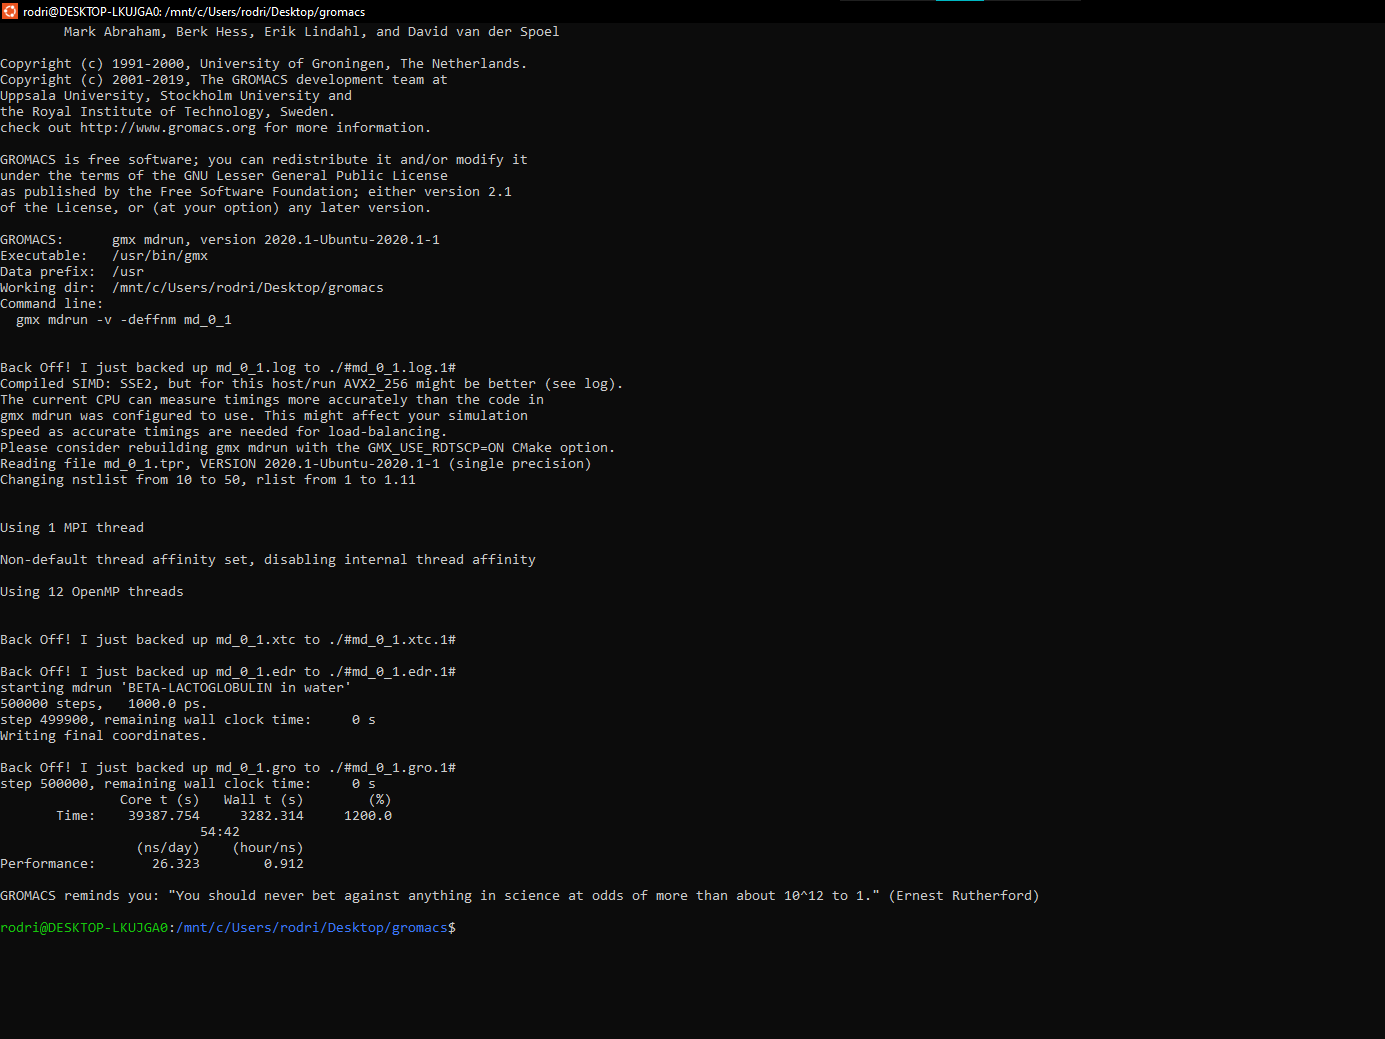 rodri@DESKTOP-LKUJGA0: /mnt/c/Users/rodri/Desktop/gromacs
Mark Abraham, Berk Hess, Erik Lindahl, and David van der Spoel
Copyright (c) 1991-2000, University of Groningen, The Netherlands.
Copyright (c) 2001-2019, The GROMACS development team at
Uppsala University, Stockholm University and
the Royal Institute of Technology, Sweden.
check out http://www.gromacs.org for more information.
GROMACS is free software; you can redistribute it and/or modify it
under the terms of the GNU Lesser General Public License
as published by the Free Software Foundation; either version 2.1
of the License, or (at your option) any later version.
GROMACS:      gmx mdrun, version 2020.1-Ubuntu-2020.1-1
Executable:   /usr/bin/gmx
Data prefix:  /usr
Working dir:  /mnt/c/Users/rodri/Desktop/gromacs
Command line:
  gmx mdrun -v -deffnm md_0_1
Back Off! I just backed up md_0_1.log to ./#md_0_1.log.1#
Compiled SIMD: SSE2, but for this host/run AVX2_256 might be better (see log).
The current CPU can measure timings more accurately than the code in
gmx mdrun was configured to use. This might affect your simulation
speed as accurate timings are needed for load-balancing.
Please consider rebuilding gmx mdrun with the GMX_USE_RDTSCP=ON CMake option.
Reading file md_0_1.tpr, VERSION 2020.1-Ubuntu-2020.1-1 (single precision)
Changing nstlist from 10 to 50, rlist from 1 to 1.11
Using 1 MPI thread
Non-default thread affinity set, disabling internal thread affinity
Using 12 OpenMP threads
Back Off! I just backed up md_0_1.xtc to ./#md_0_1.xtc.1#
Back Off! I just backed up md_0_1.edr to ./#md_0_1.edr.1#
starting mdrun 'BETA-LACTOGLOBULIN in water'
500000 steps,   1000.0 ps.
step 499900, remaining wall clock time:     0 s
Writing final coordinates.
Back Off! I just backed up md_0_1.gro to ./#md_0_1.gro.1#
step 500000, remaining wall clock time:     0 s
               Core t (s)   Wall t (s)        (%)
       Time:    39387.754     3282.314     1200.0
                         54:42
                 (ns/day)    (hour/ns)
Performance:       26.323        0.912
GROMACS reminds you: "You should never bet against anything in science at odds of more than about 10^12 to 1." (Ernest Rutherford)
rodri@DESKTOP-LKUJGA0:/mnt/c/Users/rodri/Desktop/gromacs$